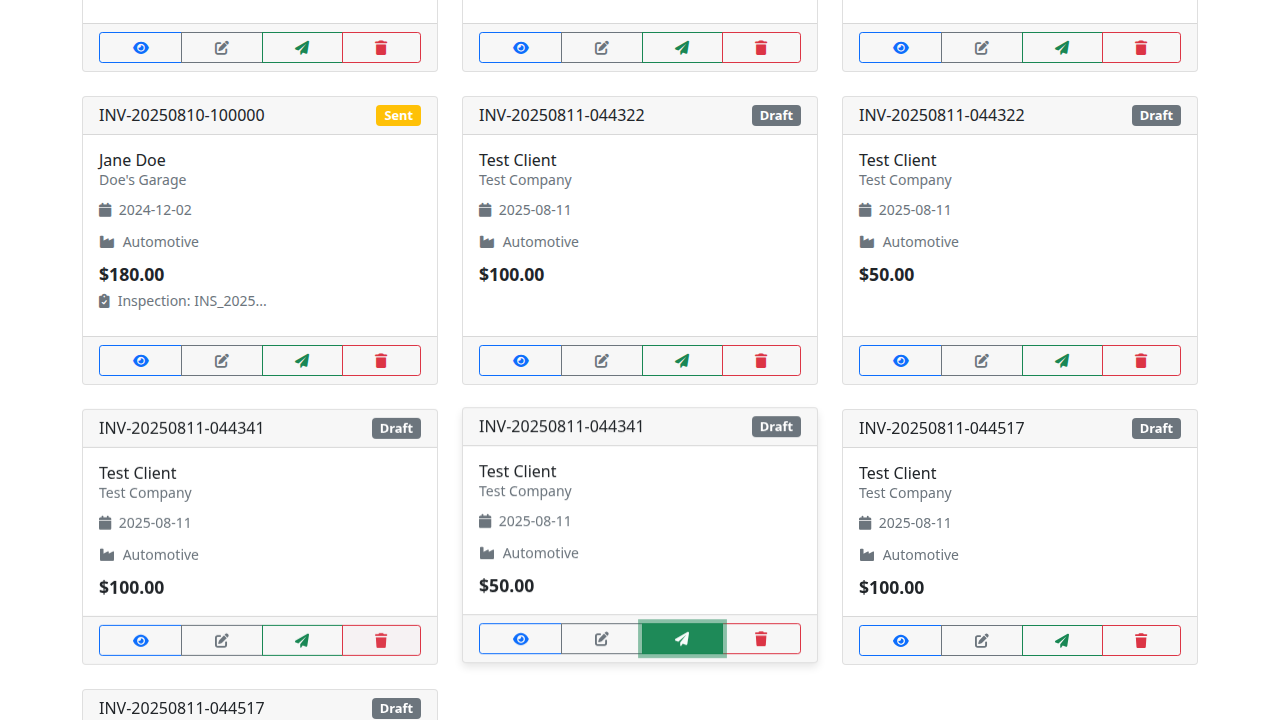 INV-20250810-100000 Sent
Jane Doe
Doe's Garage
2024-12-02
Automotive
$180.00
Inspection: INS_2025...
INV-20250811-044322 Draft
Test Client
Test Company
2025-08-11
Automotive
$100.00
INV-20250811-044322 Draft
Test Client
Test Company
2025-08-11
Automotive
$50.00
INV-20250811-044341 Draft
Test Client
Test Company
2025-08-11
Automotive
$100.00
INV-20250811-044341 Draft
Test Client
Test Company
2025-08-11
Automotive
$50.00
INV-20250811-044517 Draft
Test Client
Test Company
2025-08-11
Automotive
$100.00
INV-20250811-044517 Draft